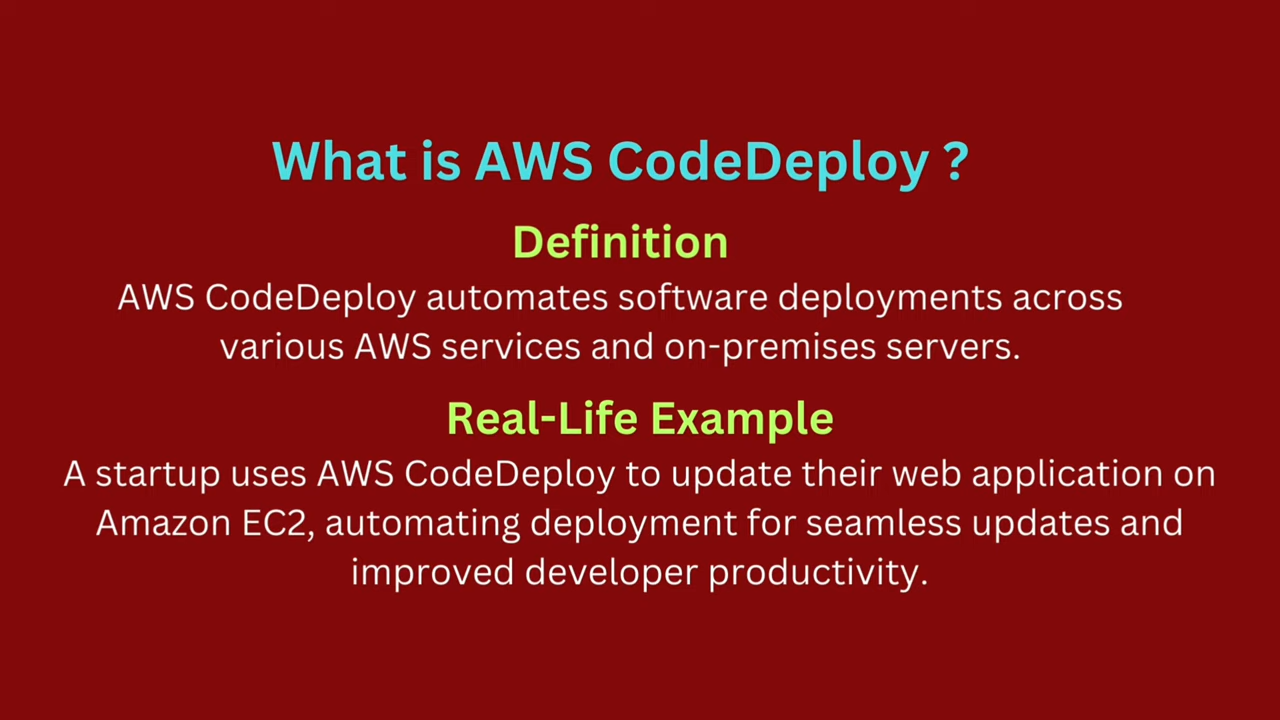 What is AWS CodeDeploy ?
Definition
AWS CodeDeploy automates software deployments across
various AWS services and on-premises servers.
Real-Life Example
A startup uses AWS CodeDeploy to update their web application on
Amazon EC2, automating deployment for seamless updates and
improved developer productivity.